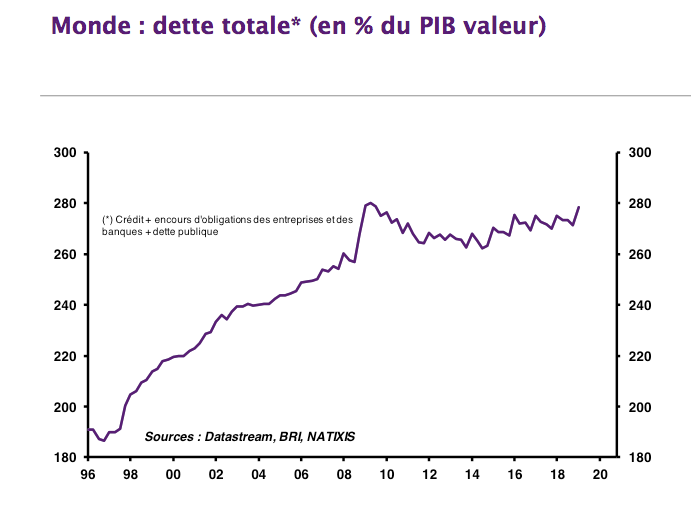 Monde : dette totale* (en % du PIB valeur)
300 300
280 280
(*) Crédit + encours d'obligations des entreprises et des
banques + dette publique
260 260
240 240
220 220
200 200
Sources : Datastream, BRI, NATIXIS
180 180
96 98 00 02 04 06 08 10 12 14 16 18 20